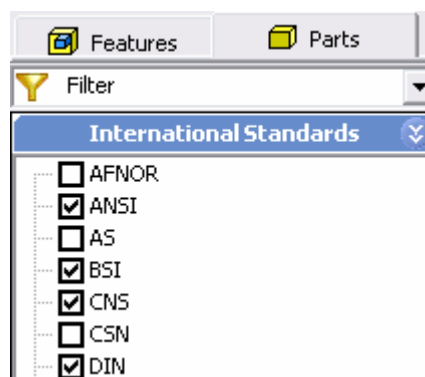 Features Parts
Filter
International Standards
AFNOR
ANSI
AS
BSI
CNS
CSN
DIN